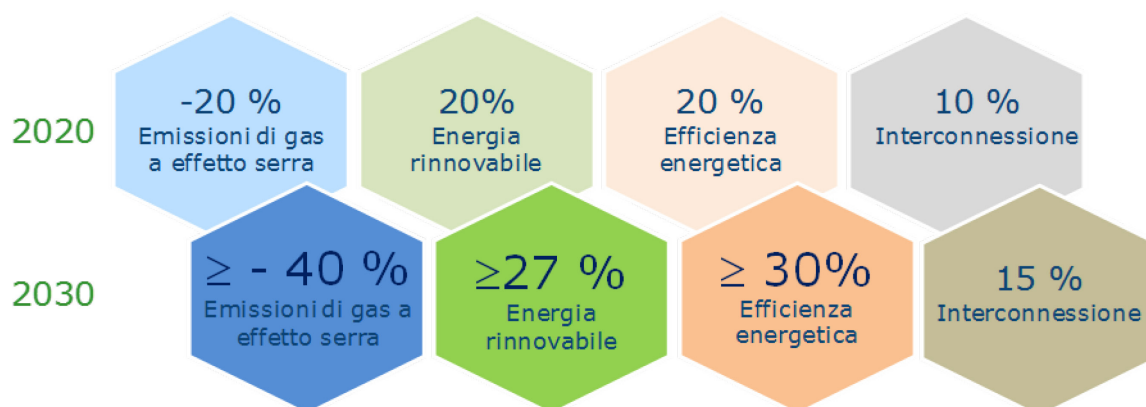 2020
-20 %
Emissioni di gas
a effetto serra
20%
Energia
rinnovabile
20 %
Efficienza
energetica
10 %
Interconnessione
2030
≥ - 40 %
Emissioni di gas a
effetto serra
≥27 %
Energia
rinnovabile
≥ 30%
Efficienza
energetica
15 %
Interconnessione